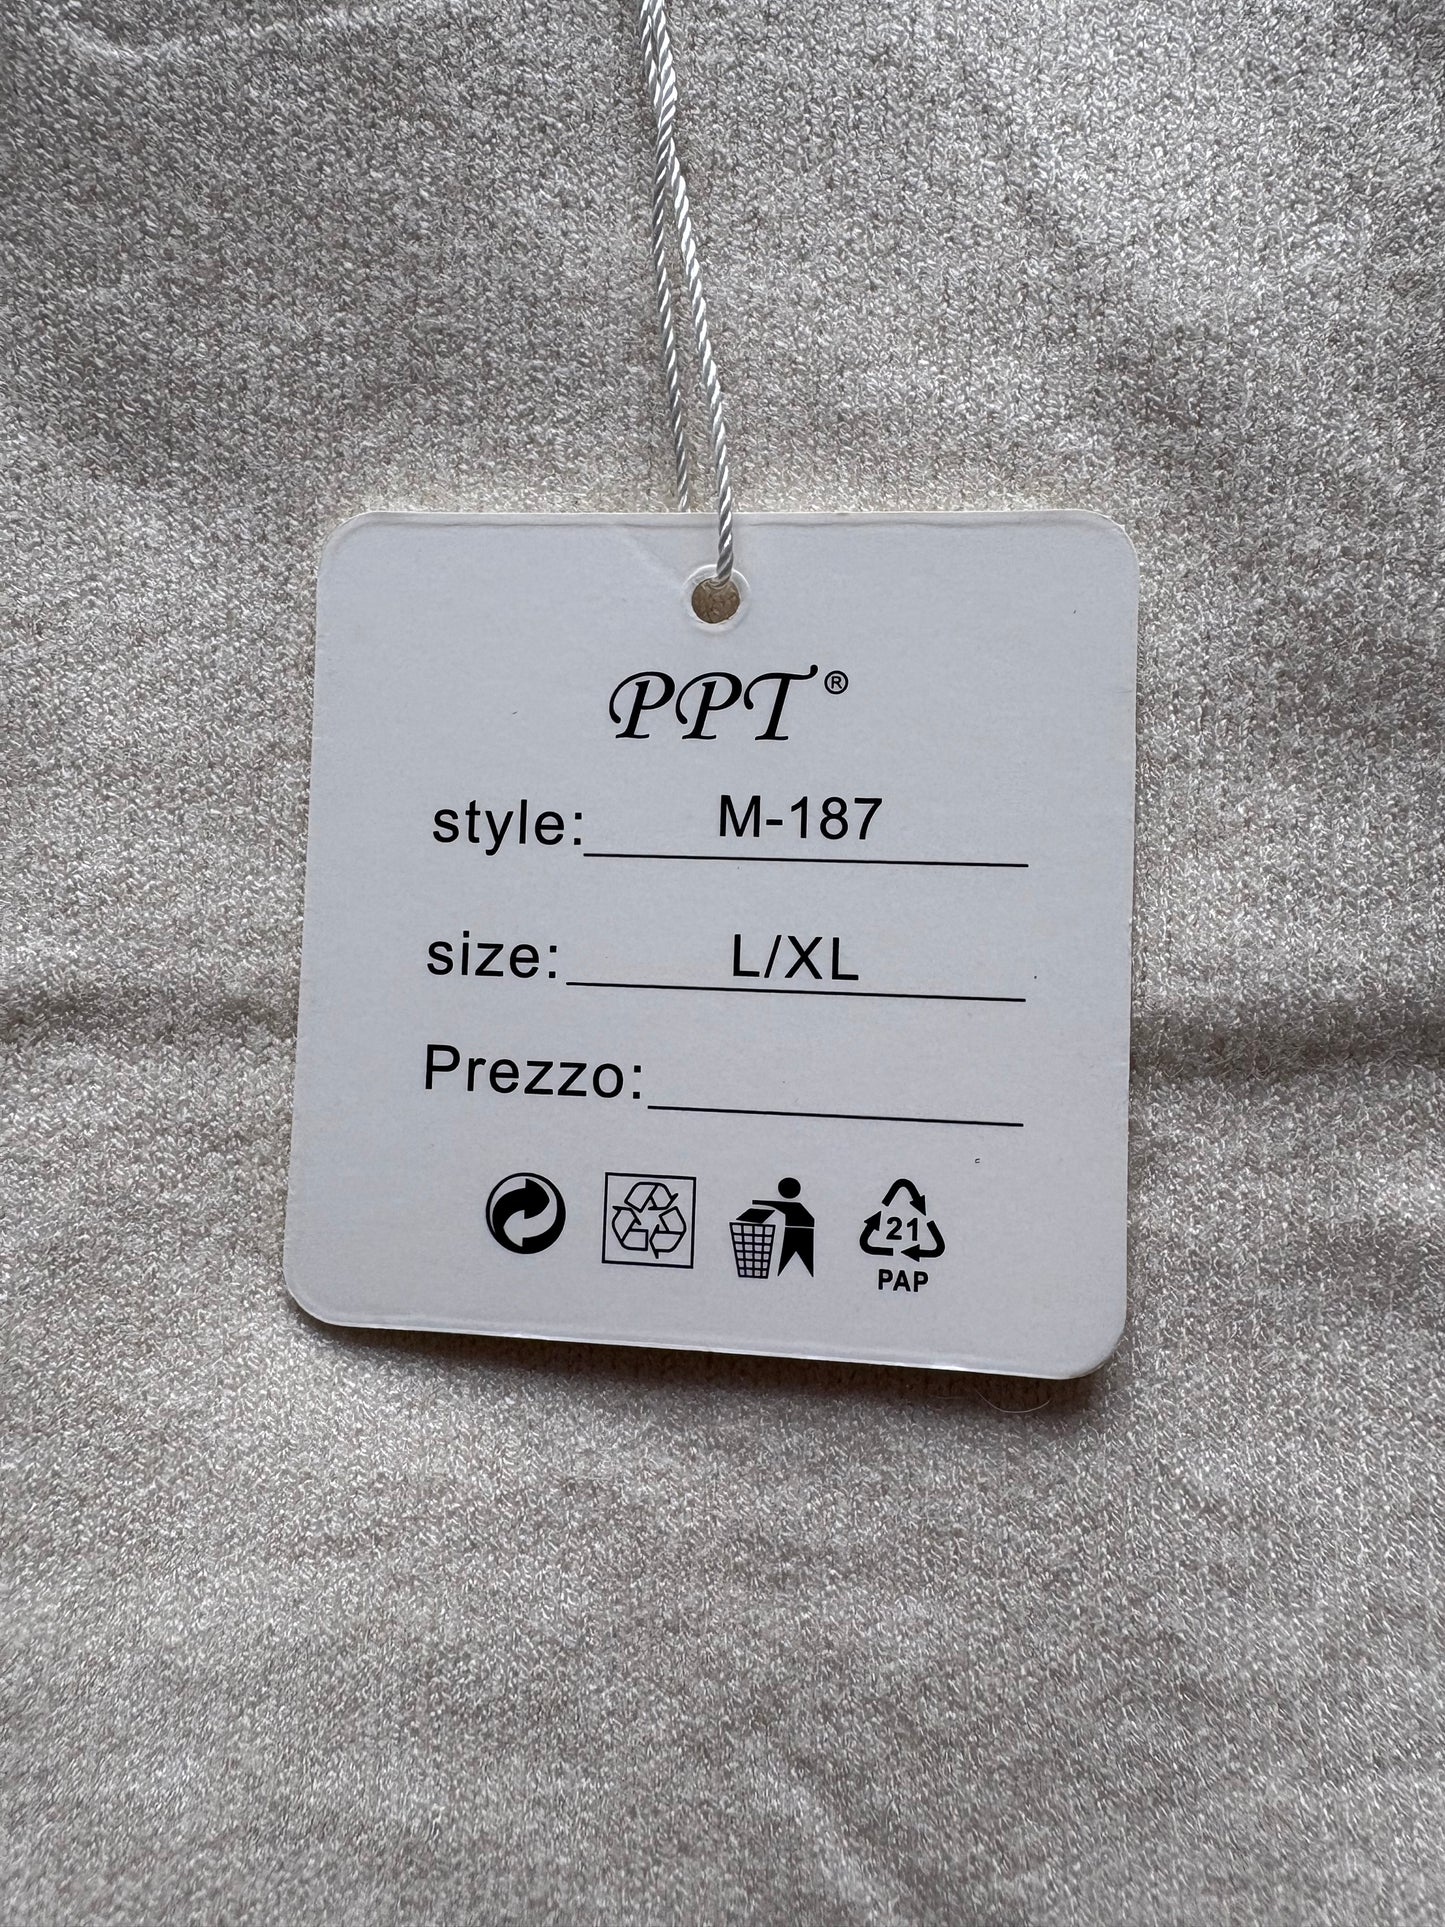 PPT®
style: M-187
size: L/XL
Prezzo:
21
PAP